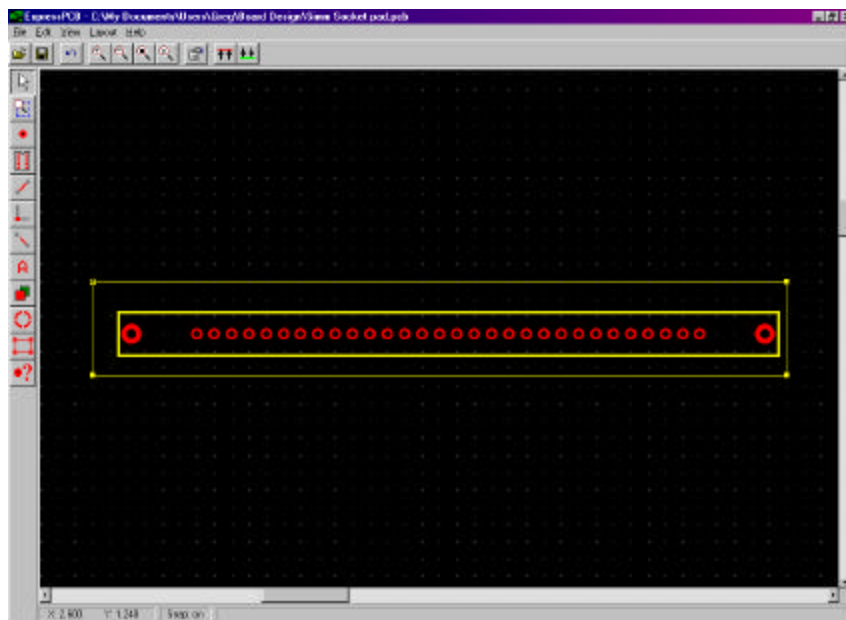 ExpressPCB - C:\My Documents\Users\Greg\Board Design\Simm Socket pad.pcb
File Edit View Layout Help
A
?
X: 2.600 Y: 1.248 Snap: on